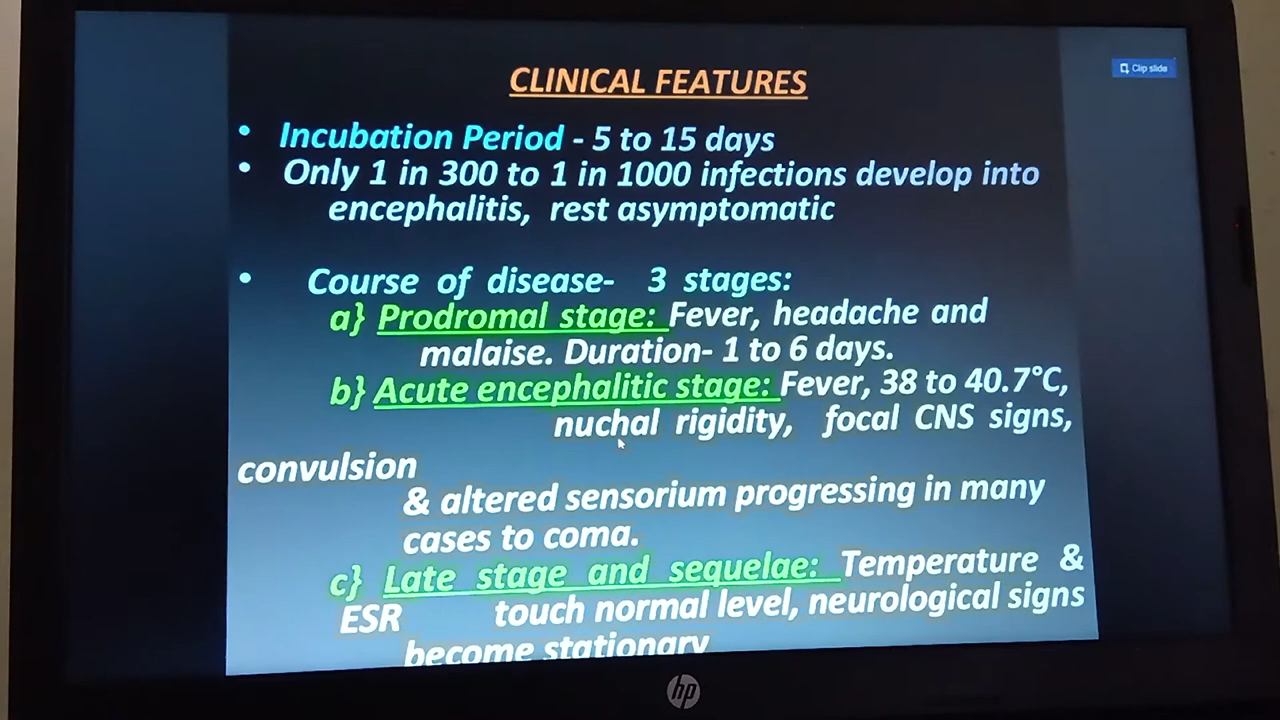 CLINICAL FEATURES
Clip slide
• Incubation Period - 5 to 15 days
• Only 1 in 300 to 1 in 1000 infections develop into
encephalitis, rest asymptomatic
• Course of disease- 3 stages:
a} Prodromal stage: Fever, headache and
malaise. Duration- 1 to 6 days.
b} Acute encephalitic stage: Fever, 38 to 40.7°C,
nuchal rigidity, focal CNS signs,
convulsion
& altered sensorium progressing in many
cases to coma.
c} Late stage and sequelae: Temperature &
ESR touch normal level, neurological signs
become stationary
hp